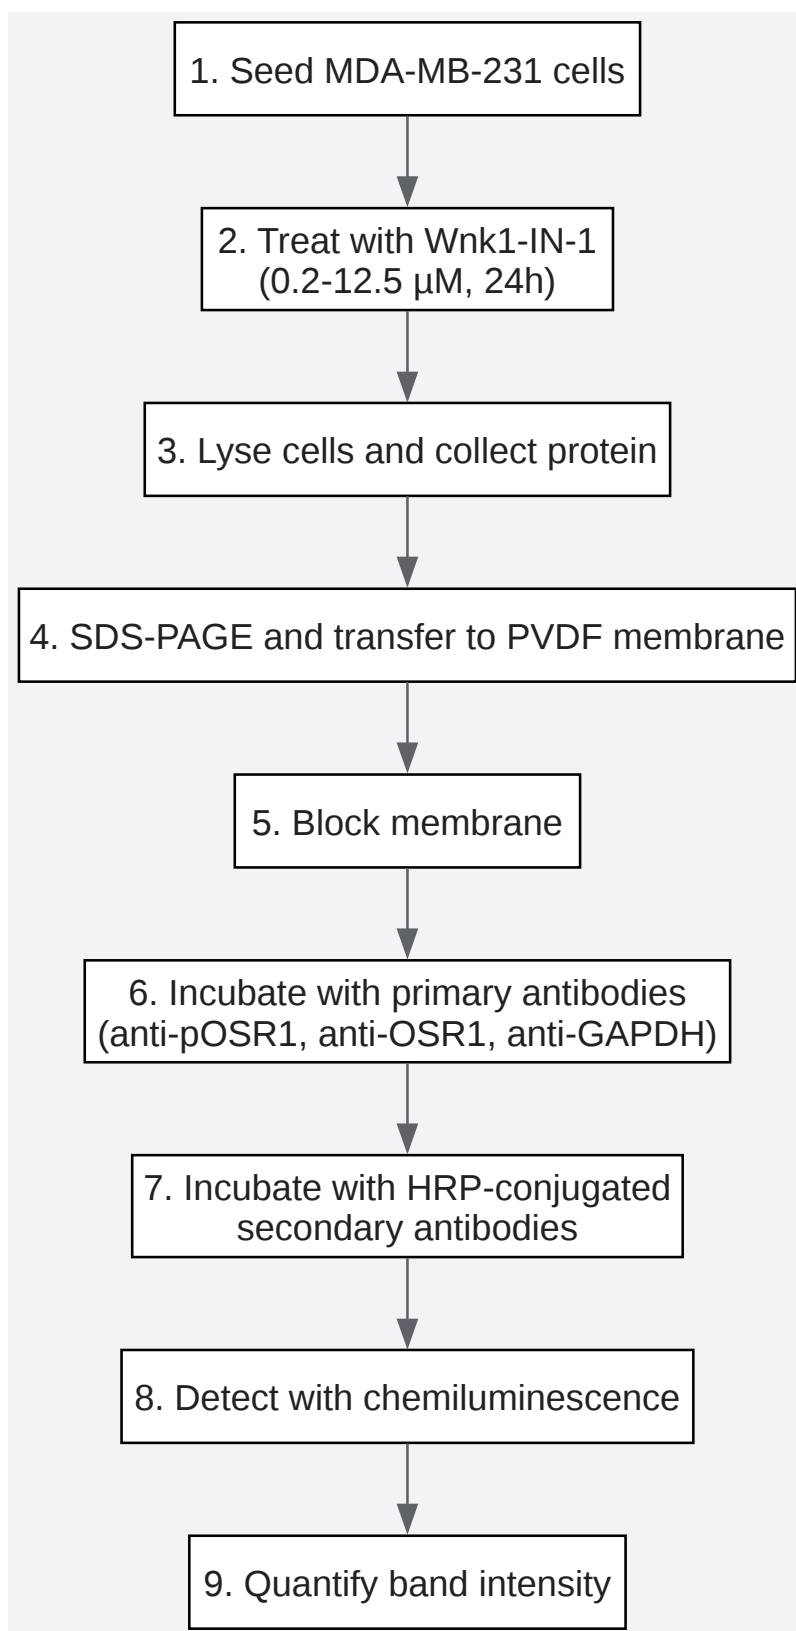 1. Seed MDA-MB-231 cells
2. Treat with Wnk1-IN-1
(0.2-12.5 µM, 24h)
3. Lyse cells and collect protein
4. SDS-PAGE and transfer to PVDF membrane
5. Block membrane
6. Incubate with primary antibodies
(anti-pOSR1, anti-OSR1, anti-GAPDH)
7. Incubate with HRP-conjugated
secondary antibodies
8. Detect with chemiluminescence
9. Quantify band intensity